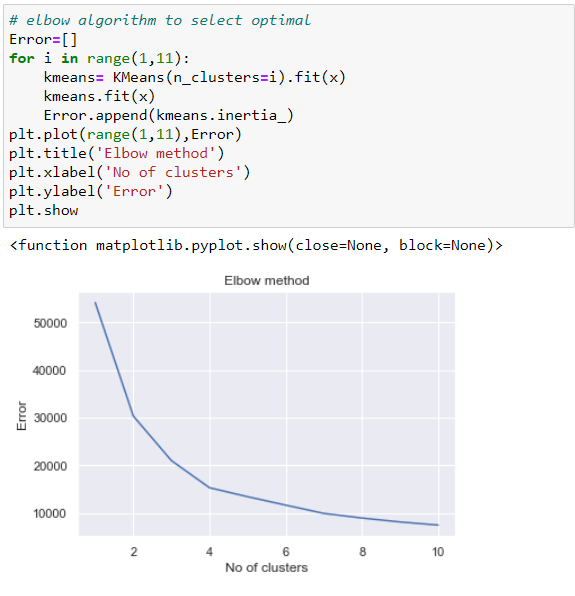 # elbow algorithm to select optimal
Error=[]
for i in range(1,11):
    kmeans= KMeans(n_clusters=i).fit(x)
    kmeans.fit(x)
    Error.append(kmeans.inertia_)
plt.plot(range(1,11),Error)
plt.title('Elbow method')
plt.xlabel('No of clusters')
plt.ylabel('Error')
plt.show
<function matplotlib.pyplot.show(close=None, block=None)>
Elbow method
50000
40000
30000
20000
10000
Error
2 4 6 8 10
No of clusters